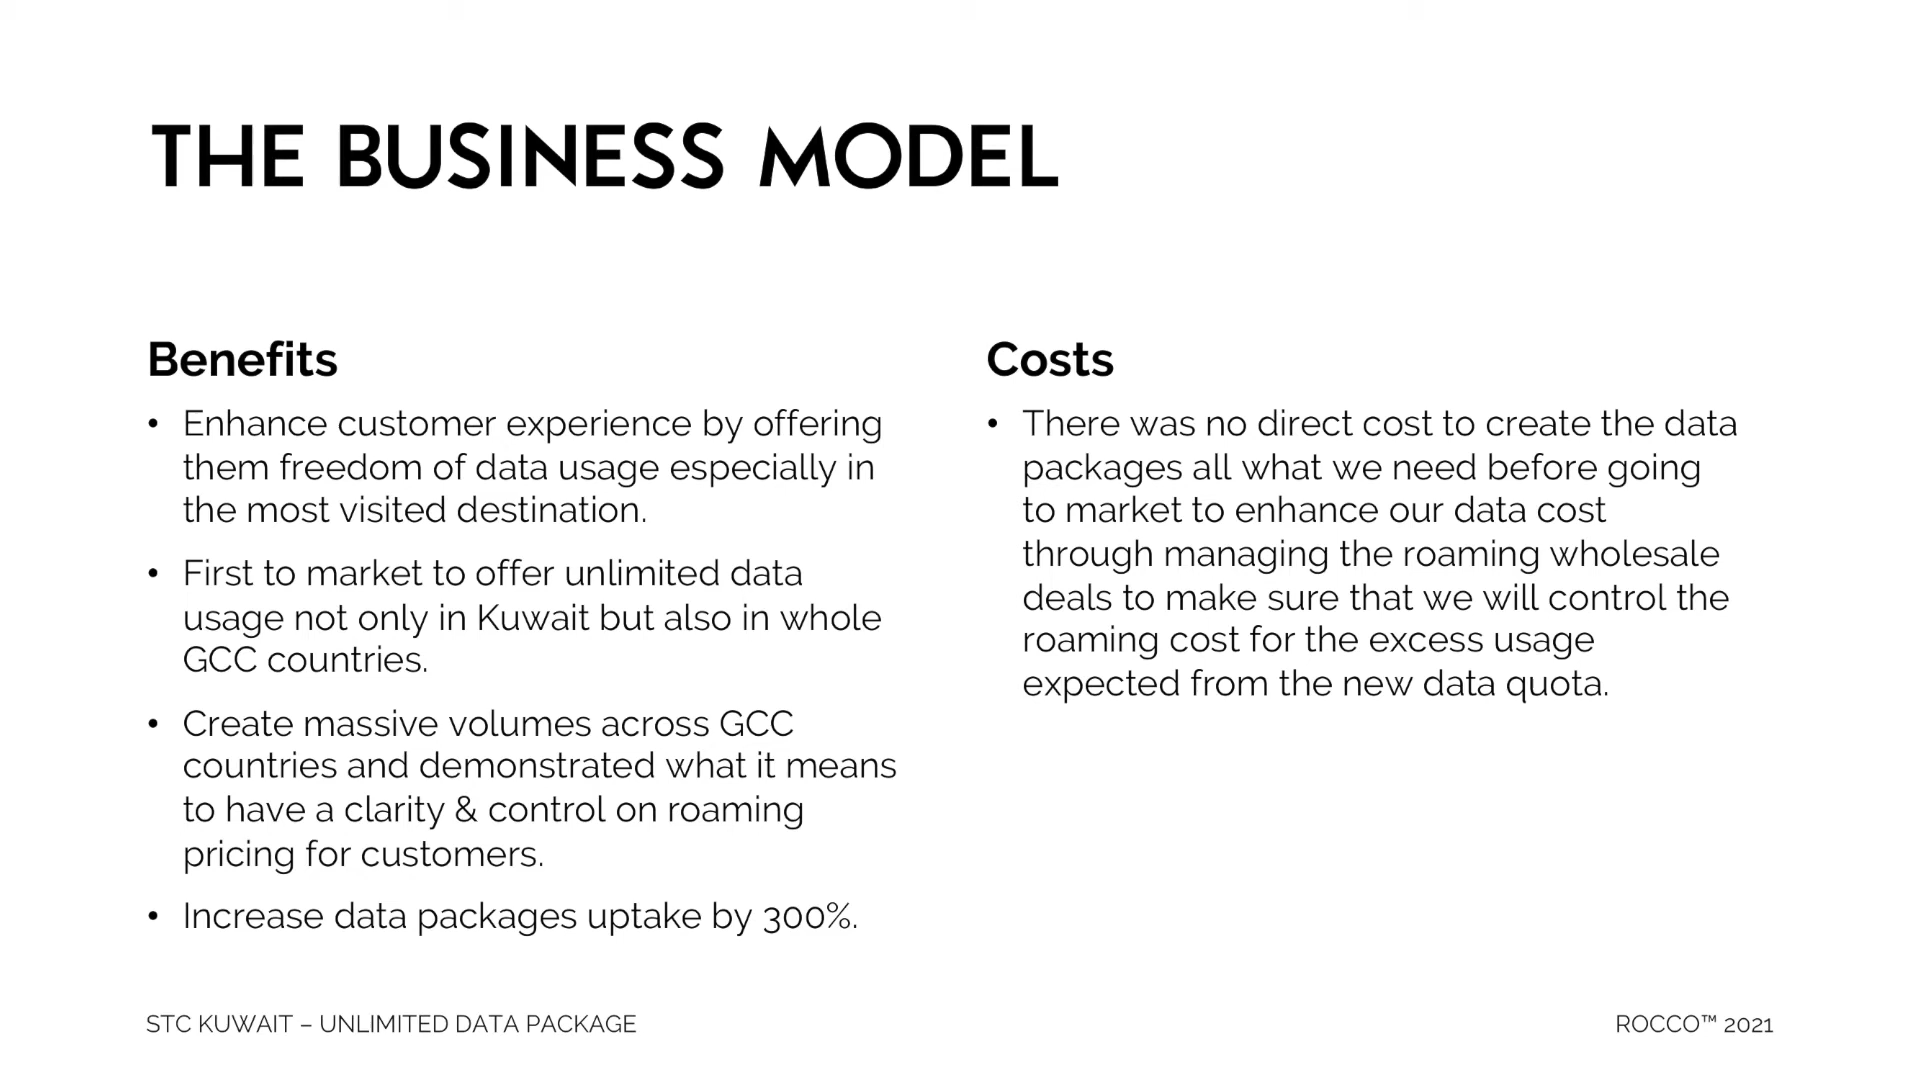 THE BUSINESS MODEL
Benefits
• Enhance customer experience by offering
them freedom of data usage especially in
the most visited destination.
• First to market to offer unlimited data
usage not only in Kuwait but also in whole
GCC countries.
• Create massive volumes across GCC
countries and demonstrated what it means
to have a clarity & control on roaming
pricing for customers.
• Increase data packages uptake by 300%.
Costs
• There was no direct cost to create the data
packages all what we need before going
to market to enhance our data cost
through managing the roaming wholesale
deals to make sure that we will control the
roaming cost for the excess usage
expected from the new data quota.
STC KUWAIT – UNLIMITED DATA PACKAGE
ROCCO™ 2021